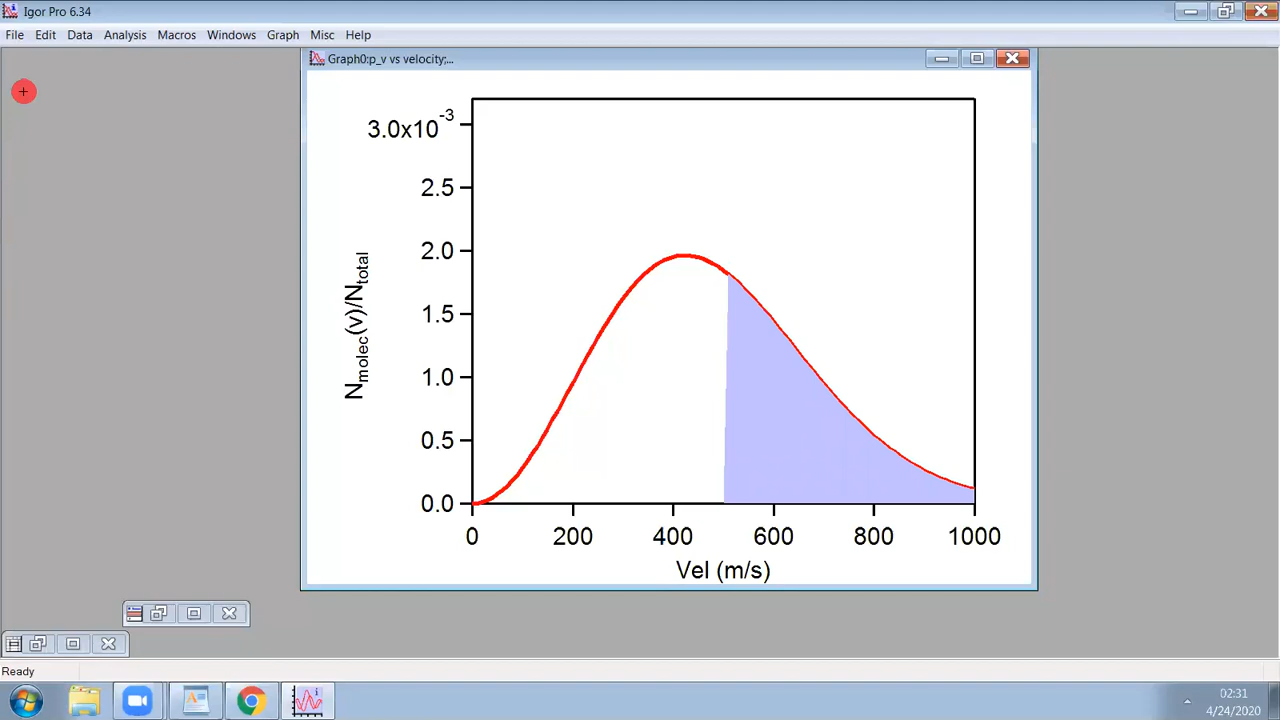 Igor Pro 6.34
File Edit Data Analysis Macros Windows Graph Misc Help
Graph0:p_v vs velocity;...
3.0x10-3
2.5
2.0
1.5
1.0
0.5
0.0
Nmolec(v)/Ntotal
0 200 400 600 800 1000
Vel (m/s)
Ready
02:31
4/24/2020